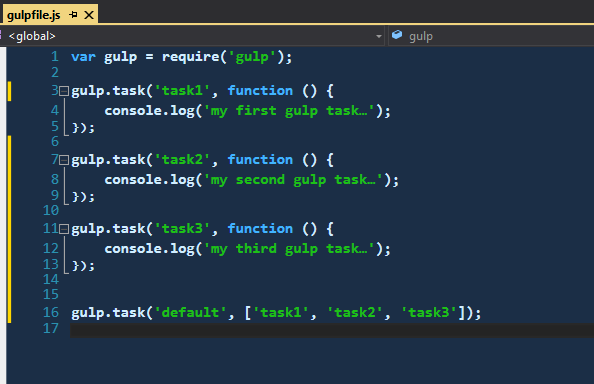 gulpfile.js
<global> gulp
1 var gulp = require('gulp');
2
3 gulp.task('task1', function () {
4 console.log('my first gulp task…');
5 });
6
7 gulp.task('task2', function () {
8 console.log('my second gulp task…');
9 });
10
11 gulp.task('task3', function () {
12 console.log('my third gulp task…');
13 });
14
15
16 gulp.task('default', ['task1', 'task2', 'task3']);
17